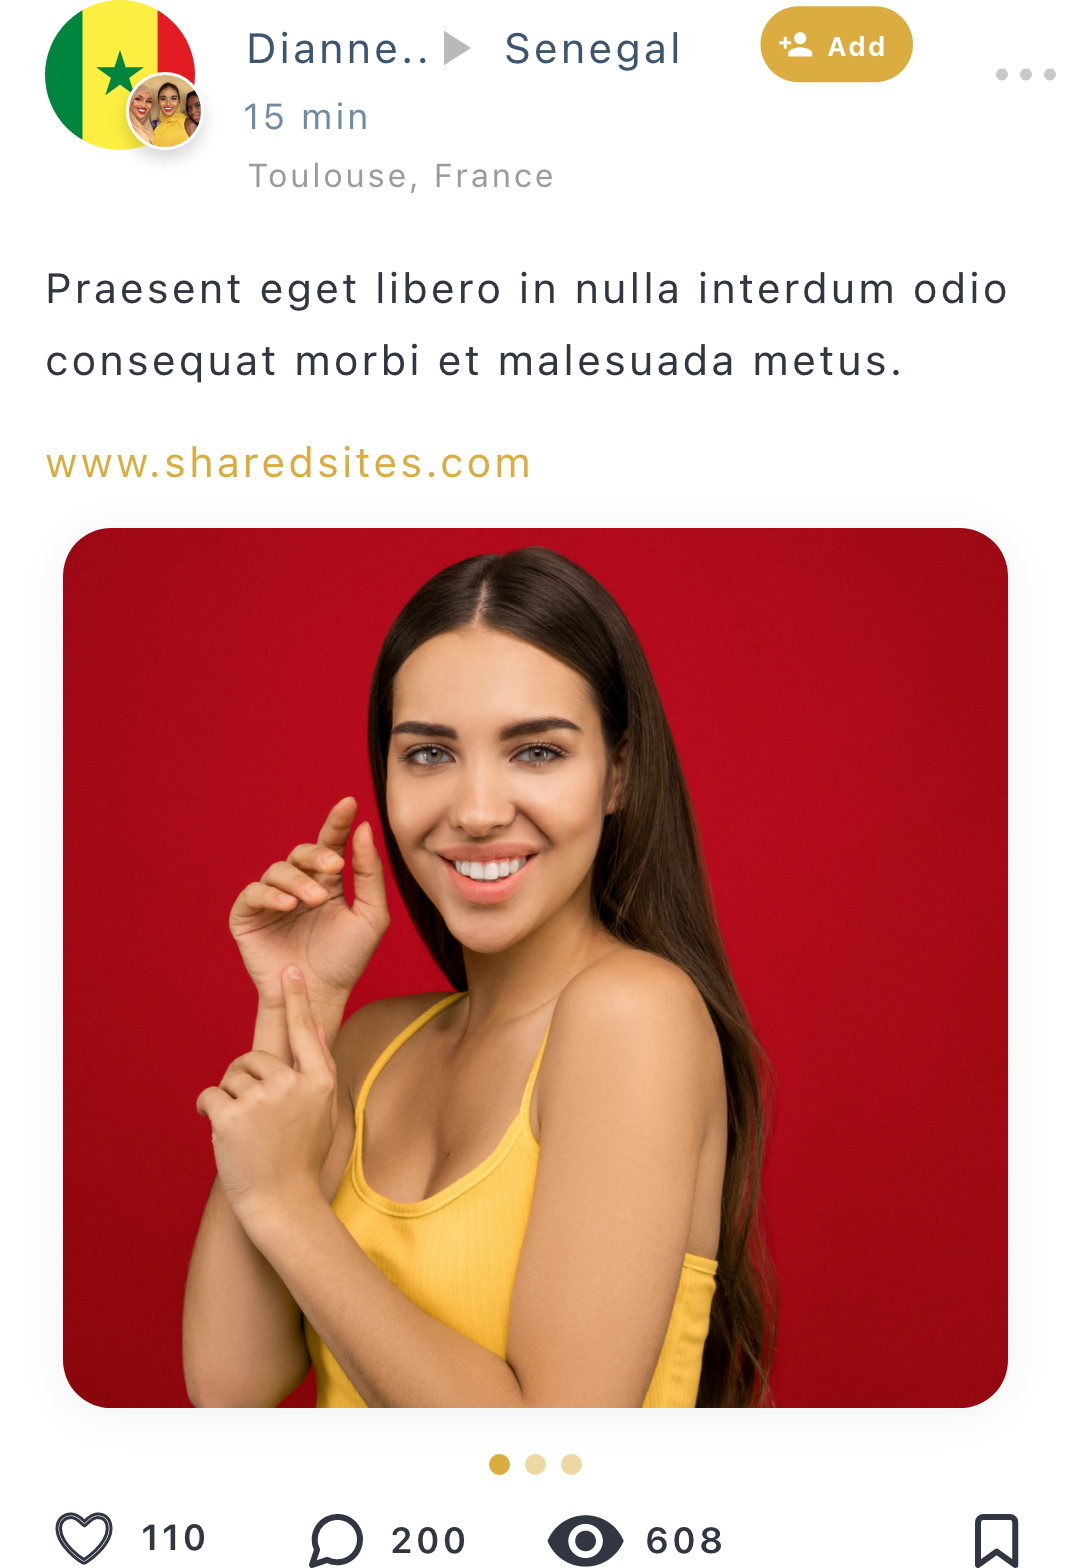 Dianne.. Senegal
Add
15 min
Toulouse, France
Praesent eget libero in nulla interdum odio
consequat morbi et malesuada metus.
www.sharedsites.com
110 200 608